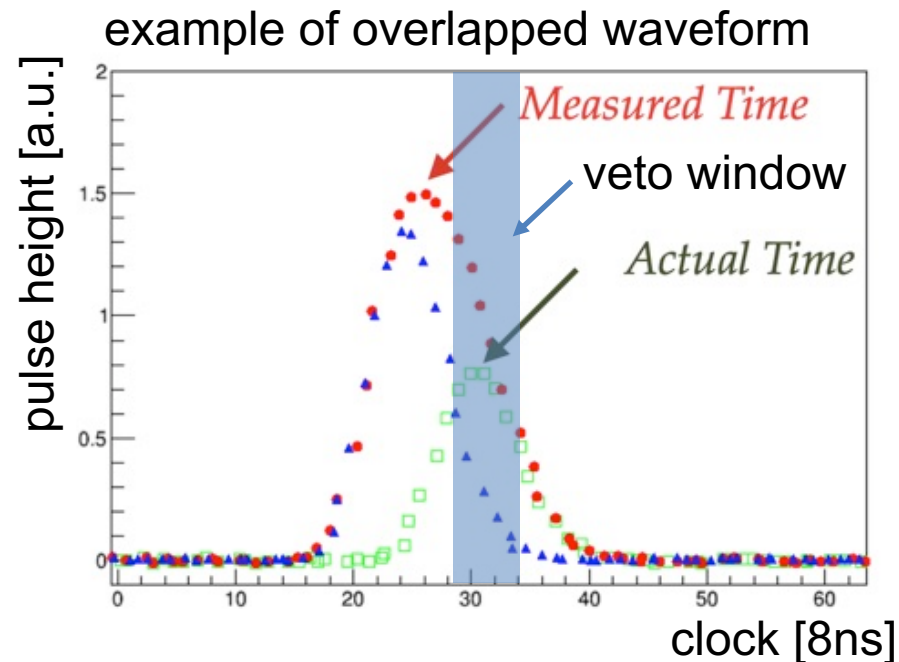 example of overlapped waveform
pulse height [a.u.]
2
1.5
1
0.5
0
Measured Time
veto window
Actual Time
0 10 20 30 40 50 60
clock [8ns]